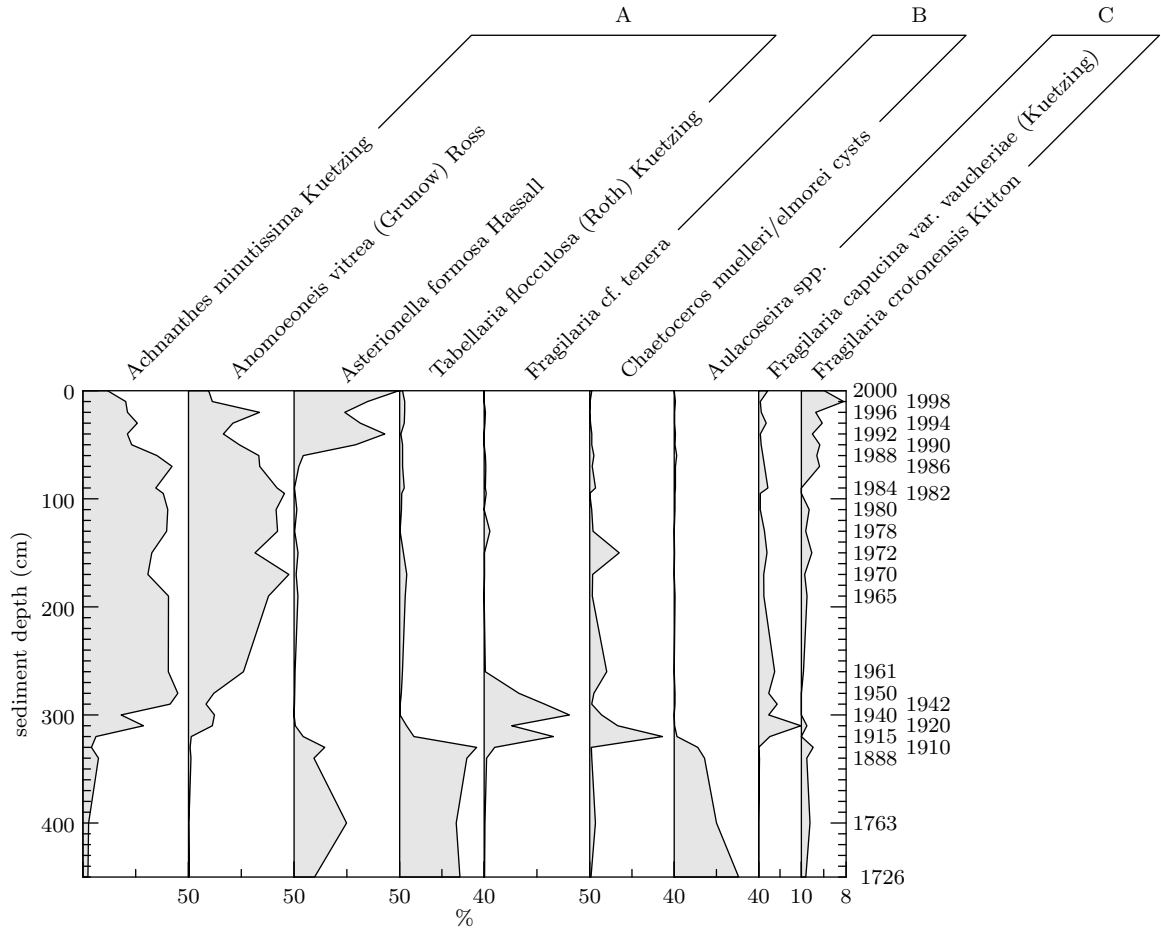 A
B
C
Achnanthes minutissima Kuetzing
Anomoeoneis vitrea (Grunow) Ross
Asterionella formosa Hassall
Tabellaria flocculosa (Roth) Kuetzing
Fragilaria cf. tenera
Chaetoceros muelleri/elmorei cysts
Aulacoseira spp.
Fragilaria capucina var. vaucheriae (Kuetzing)
Fragilaria crotonensis Kitton
sediment depth (cm)
0
100
200
300
400
2000
1998
1996
1994
1992
1990
1988
1986
1984
1982
1980
1978
1972
1970
1965
1961
1950
1942
1940
1920
1915
1910
1888
1763
1726
50 50 50 40 50 40 40 10 8
%